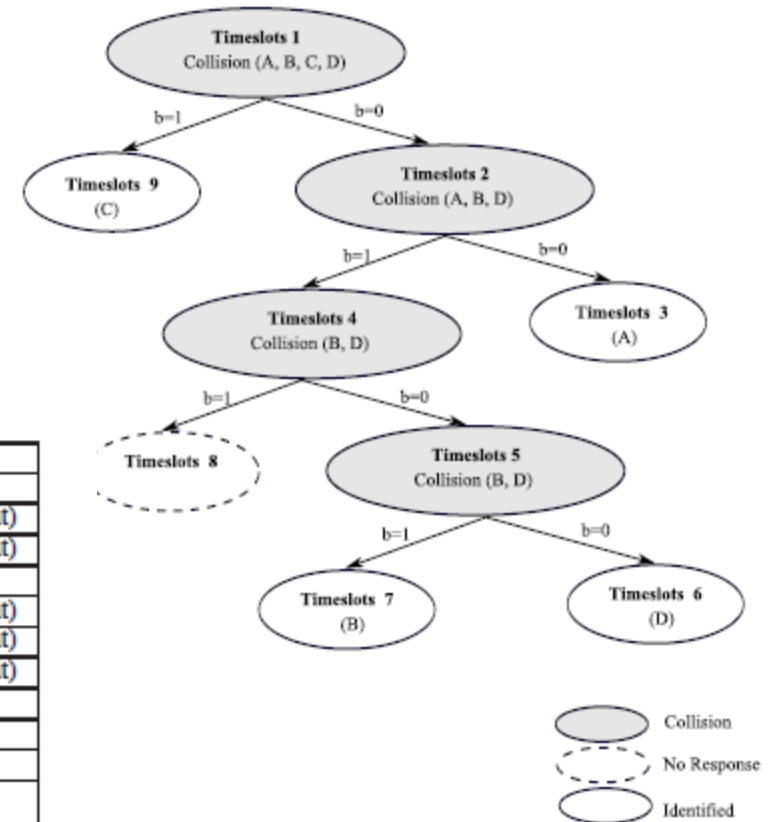 Timeslots 1
Collision (A, B, C, D)
b=1
b=0
Timeslots 9
(C)
Timeslots 2
Collision (A, B, D)
b=1
b=0
Timeslots 4
Collision (B, D)
Timeslots 3
(A)
b=1
b=0
Timeslots 8
Timeslots 5
Collision (B, D)
b=1
b=0
Timeslots 7
(B)
Timeslots 6
(D)
t)
t)
t)
t)
t)
Collision
No Response
Identified